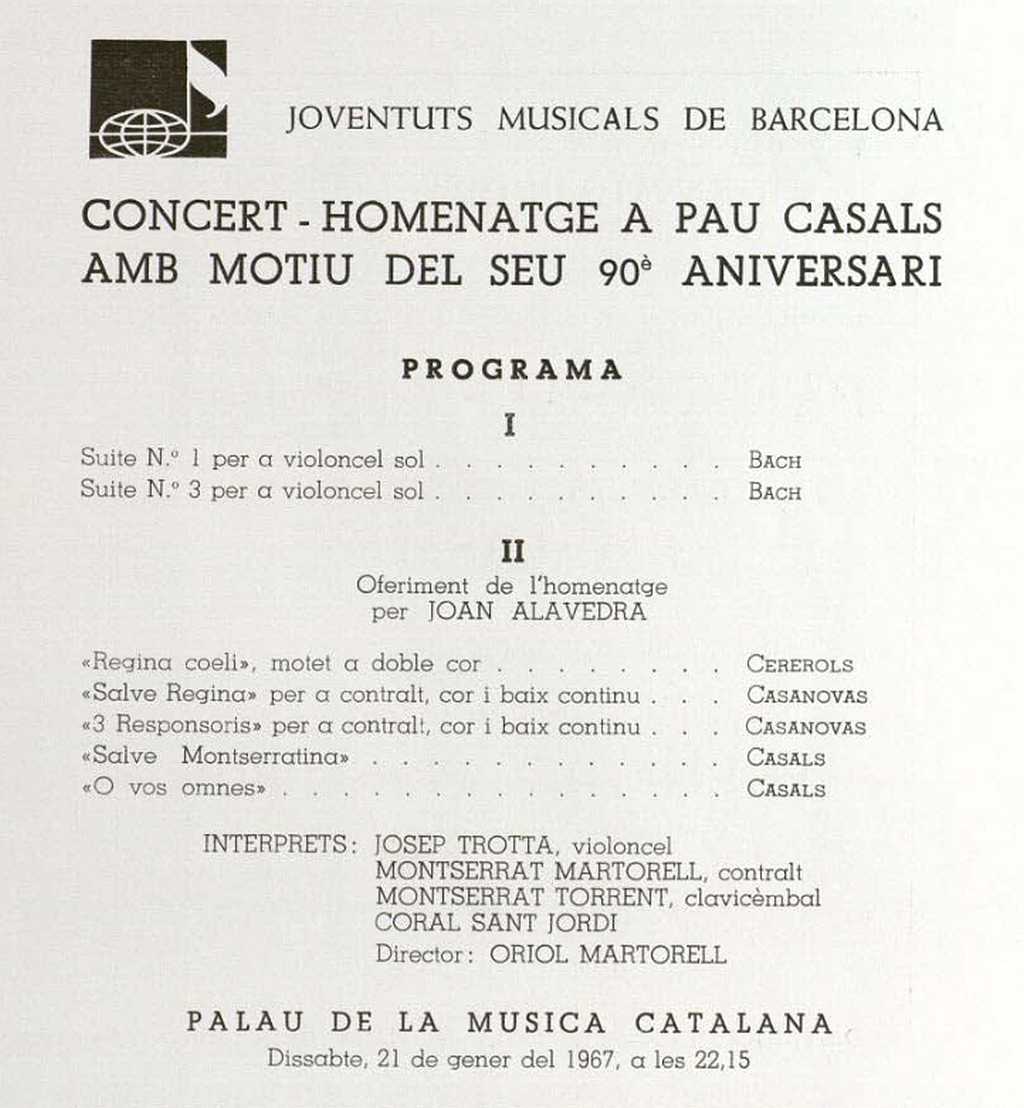 JOVENTUTS MUSICALS DE BARCELONA
CONCERT - HOMENATGE A PAU CASALS
AMB MOTIU DEL SEU 90è ANIVERSARI
PROGRAMA
I
Suite N.º 1 per a violoncel sol . . . . . . . . . . BACH
Suite N.º 3 per a violoncel sol . . . . . . . . . . BACH
II
Oferiment de l'homenatge
per JOAN ALAVEDRA
«Regina coeli», motet a doble cor . . . . . . . . CEREROLS
«Salve Regina» per a contralt, cor i baix continu . . . CASANOVAS
«3 Responsoris» per a contralt, cor i baix continu . . . CASANOVAS
«Salve Montserratina» . . . . . . . . . . . . CASALS
«O vos omnes» . . . . . . . . . . . . . . . CASALS
INTERPRETS: JOSEP TROTTA, violoncel
MONTSERRAT MARTORELL, contralt
MONTSERRAT TORRENT, clavicèmbal
CORAL SANT JORDI
Director: ORIOL MARTORELL
PALAU DE LA MUSICA CATALANA
Dissabte, 21 de gener del 1967, a les 22,15